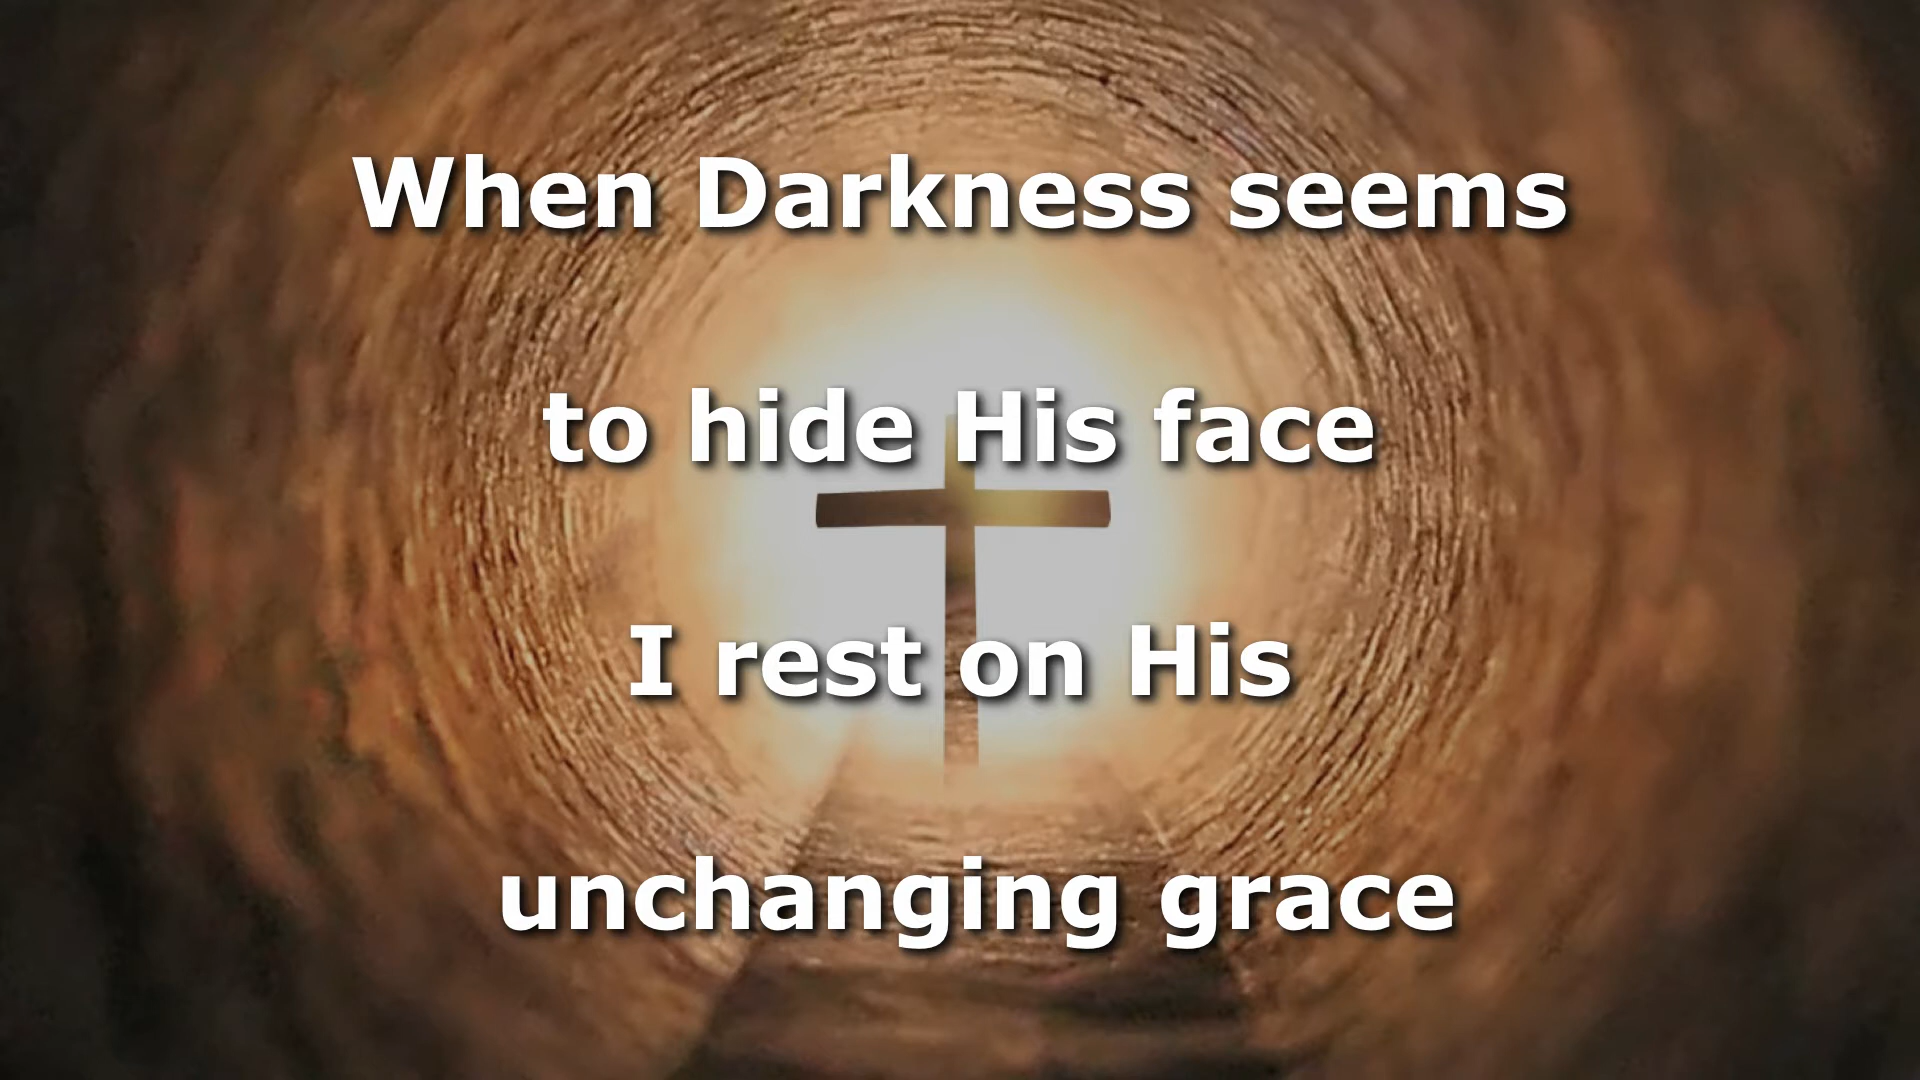 When Darkness seems
to hide His face
I rest on His
unchanging grace